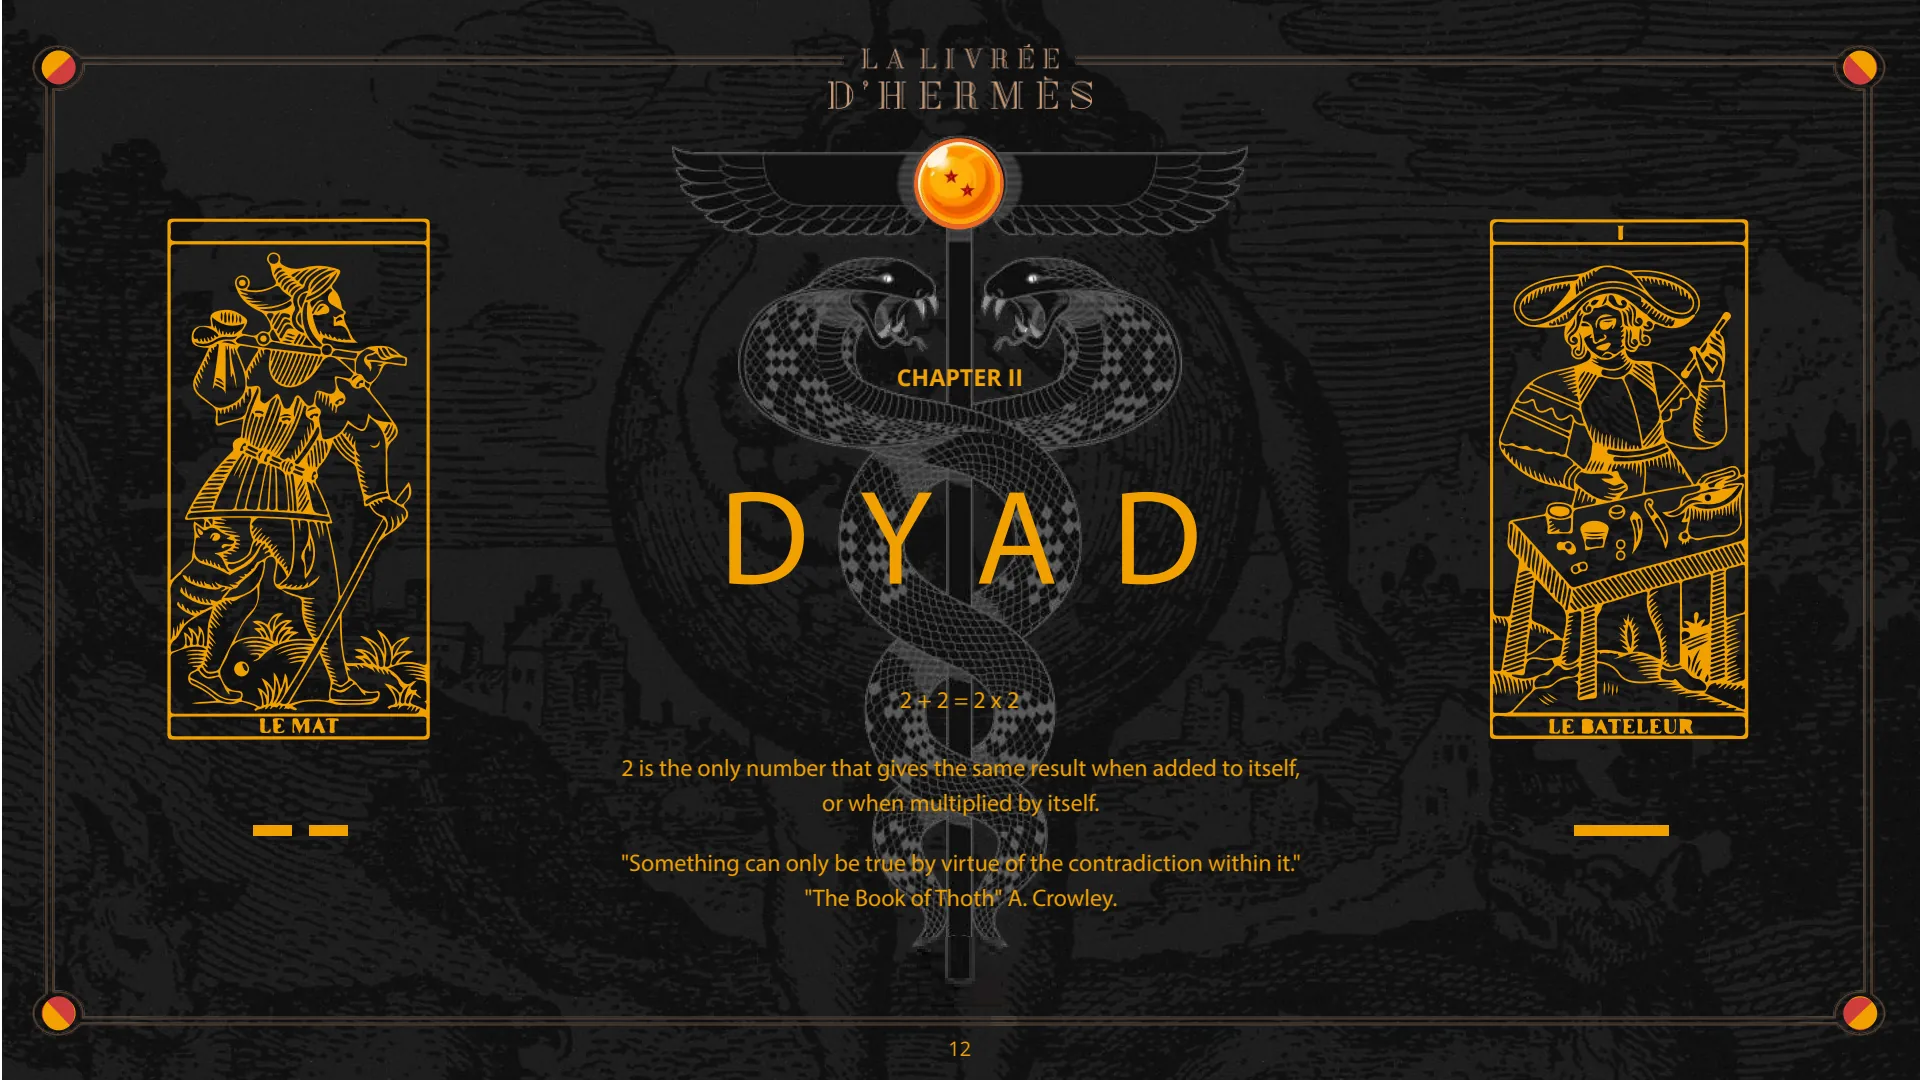 LA LIVRÉE
D'HERMÈS
I
CHAPTER II
DYAD
2 + 2 = 2 x 2
LE MAT
LE BATELEUR
2 is the only number that gives the same result when added to itself,
or when multiplied by itself.
"Something can only be true by virtue of the contradiction within it."
"The Book of Thoth" A. Crowley.
12